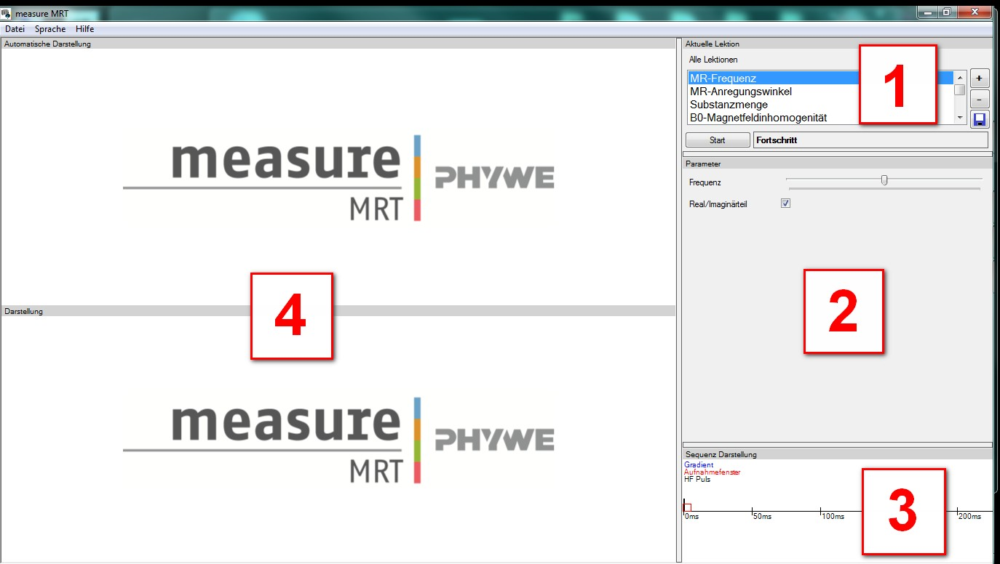 measure MRT
Datei Sprache Hilfe
Automatische Darstellung
measure
MRT
PHYWE
4
Darstellung
measure
MRT
PHYWE
Aktuelle Lektion
Alle Lektionen
MR-Frequenz
MR-Anregungswinkel
Substanzmenge
B0-Magnetfeldinhomogenität
+
-
1
Start Fortschritt
Parameter
Frequenz
Real/Imaginärteil
2
Sequenz Darstellung
Gradient
Aufnahmefenster
HF Puls
0ms 50ms 100ms 200ms
3